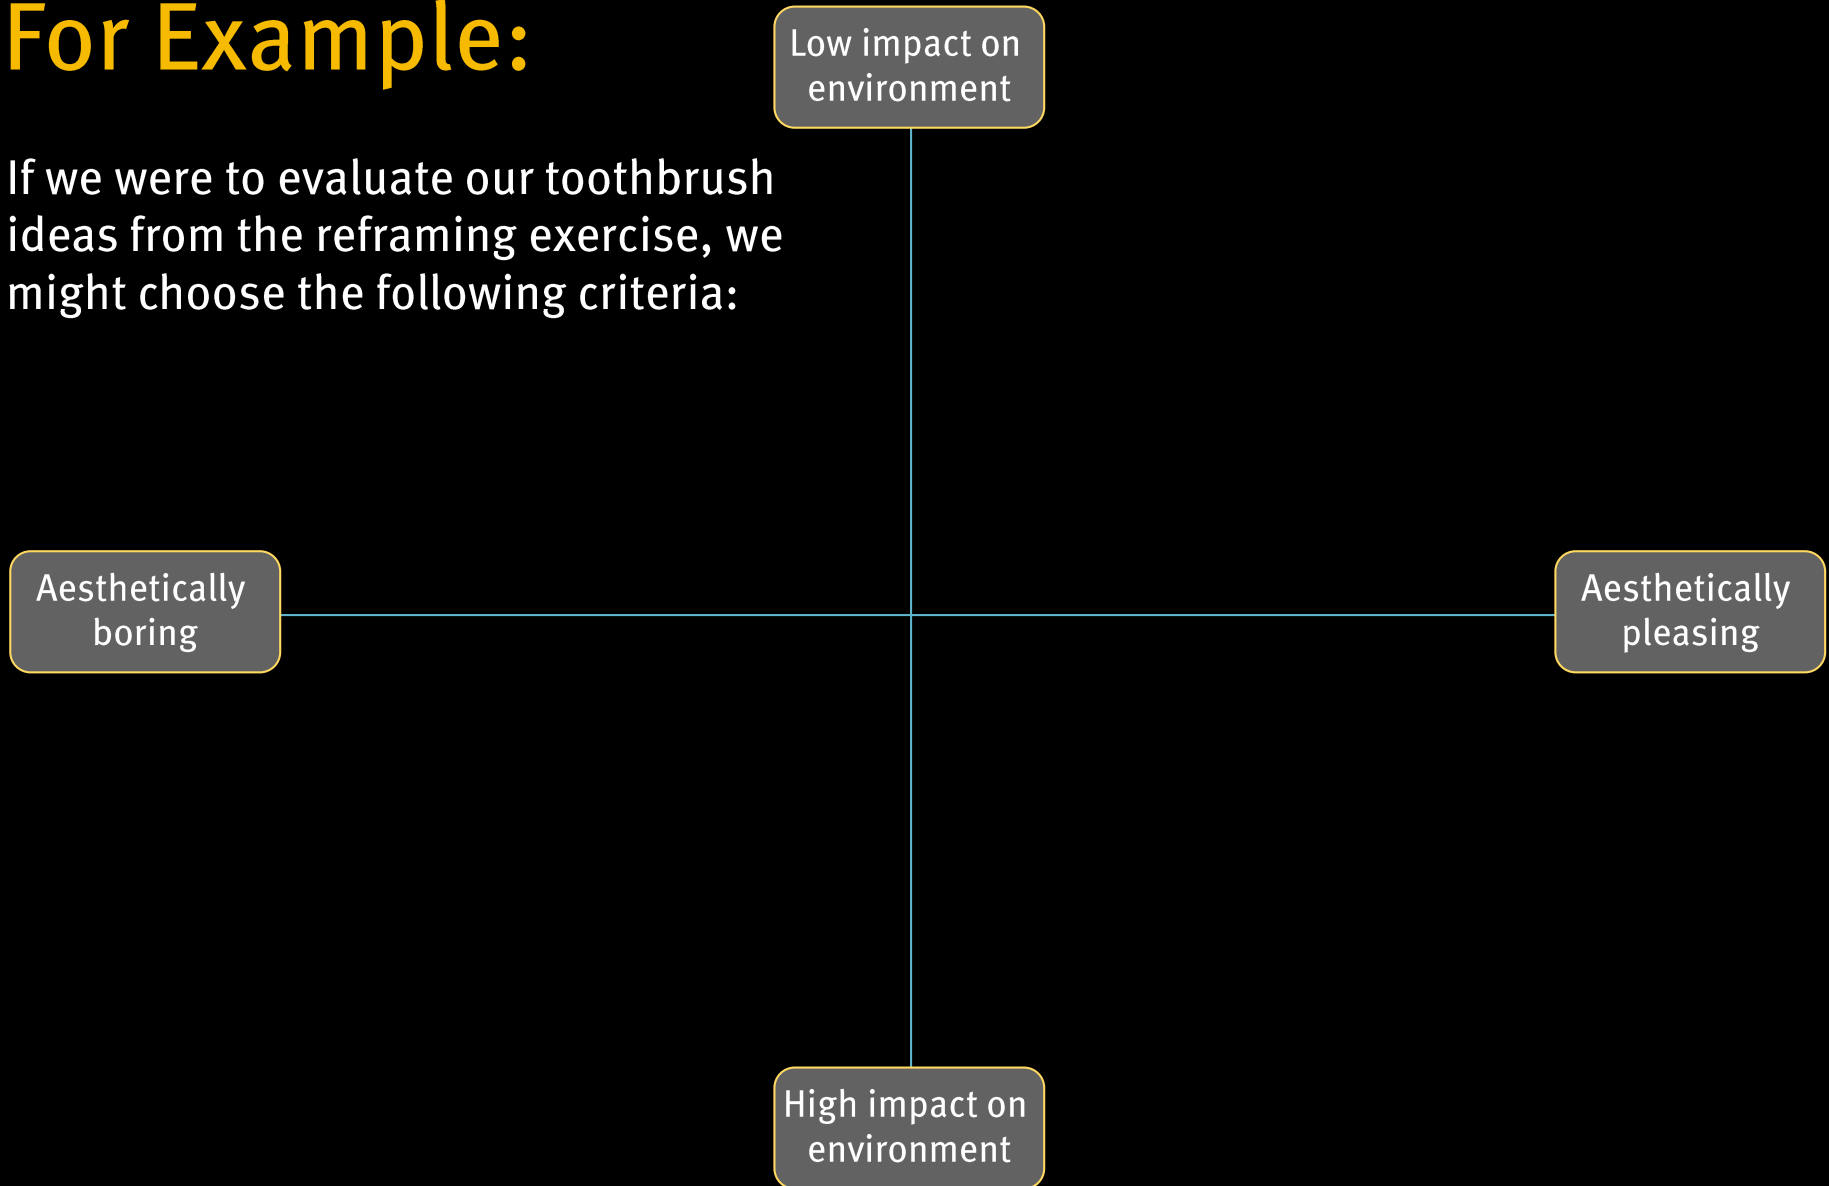 For Example:
Low impact on
environment
If we were to evaluate our toothbrush
ideas from the reframing exercise, we
might choose the following criteria:
Aesthetically
boring
Aesthetically
pleasing
High impact on
environment